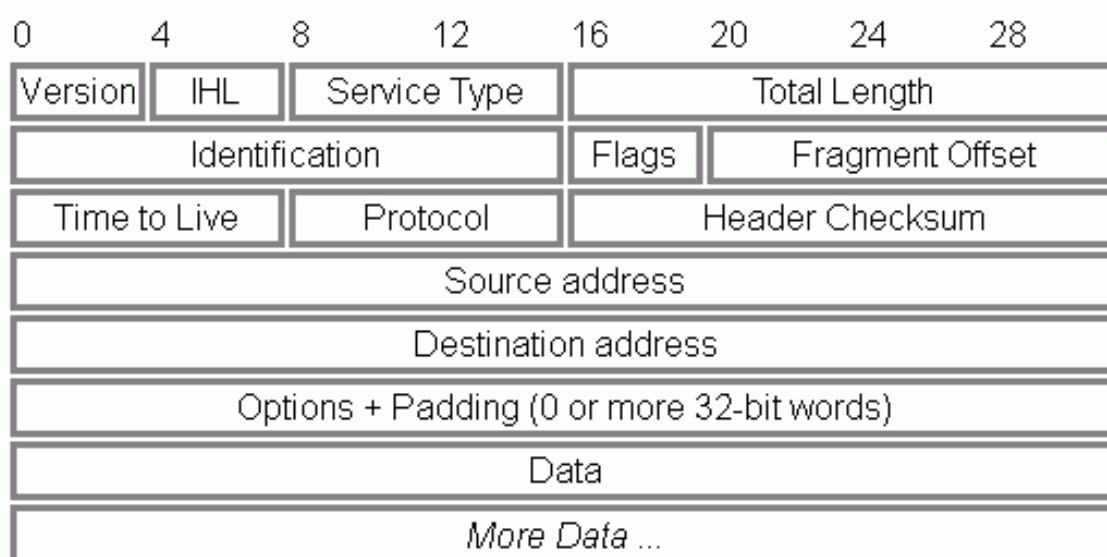 0 4 8 12 16 20 24 28
Version IHL Service Type Total Length
Identification Flags Fragment Offset
Time to Live Protocol Header Checksum
Source address
Destination address
Options + Padding (0 or more 32-bit words)
Data
More Data ...